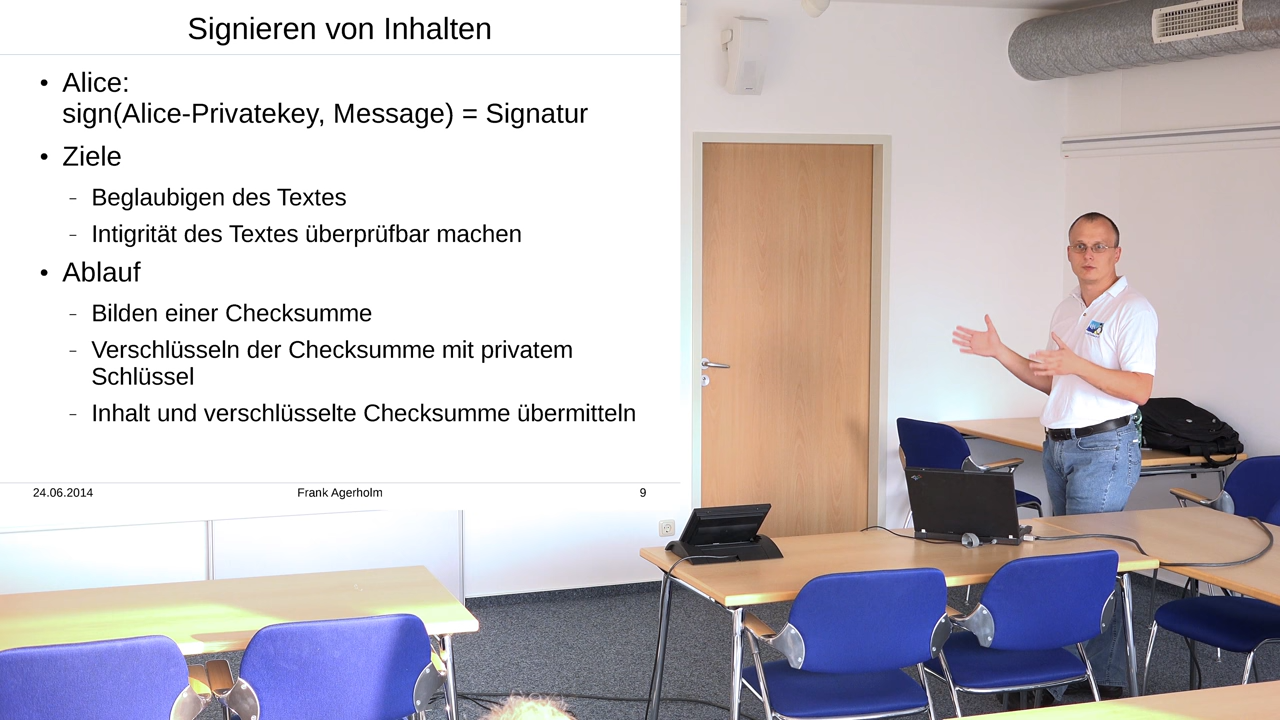 Signieren von Inhalten
• Alice:
sign(Alice-Privatekey, Message) = Signatur
• Ziele
– Beglaubigen des Textes
– Intigrität des Textes überprüfbar machen
• Ablauf
– Bilden einer Checksumme
– Verschlüsseln der Checksumme mit privatem
Schlüssel
– Inhalt und verschlüsselte Checksumme übermitteln
24.06.2014 Frank Agerholm 9